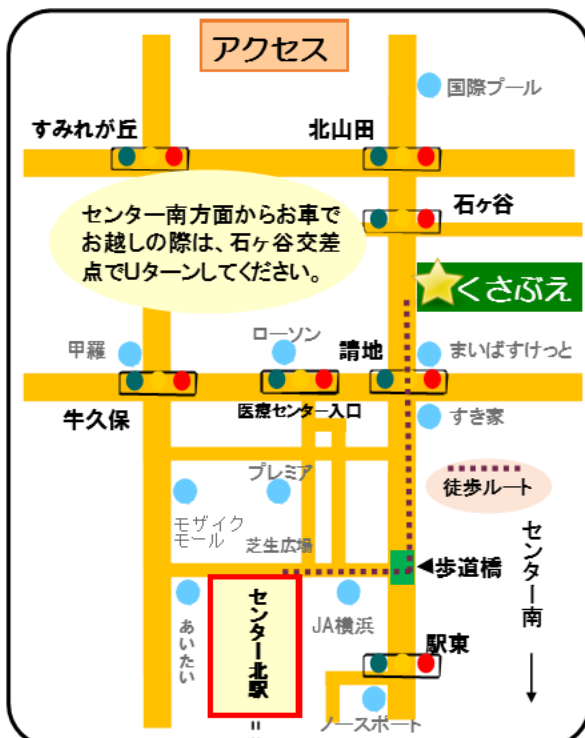 アクセス
国際プール
すみれが丘
北山田
石ヶ谷
センター南方面からお車で
お越しの際は、石ヶ谷交差
点でUターンしてください。
くさぶえ
ローソン
甲羅
請地
まいばすけっと
牛久保
医療センター入口
すき家
プレミア
徒歩ルート
モザイク
モール
芝生広場
センター南
歩道橋
センター北駅
あいたい
JA横浜
駅東
ノースポート